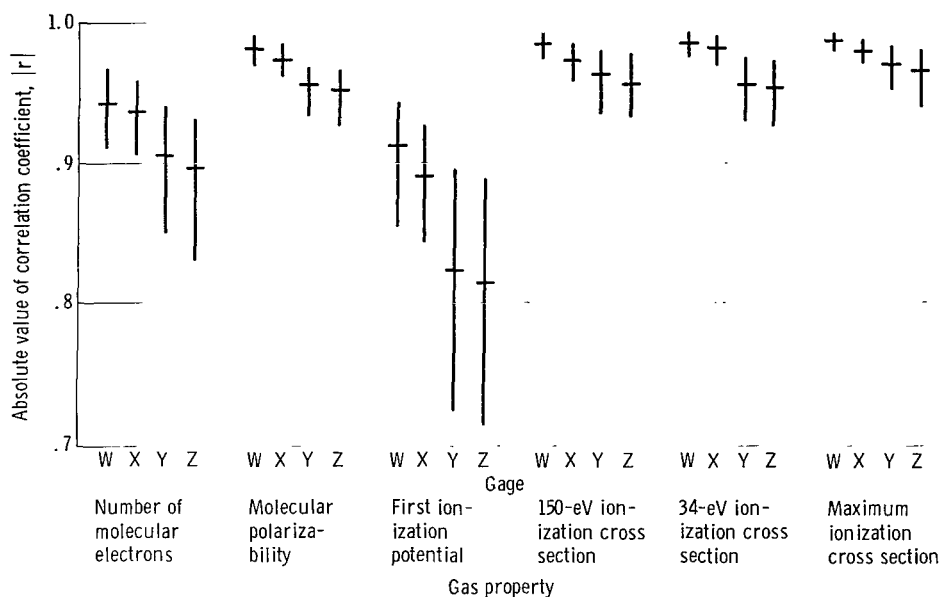 Absolute value of correlation coefficient, |r|
1.0
.9
.8
.7
W X Y Z W X Y Z W X Y Z W X Y Z W X Y Z W X Y Z
Gage
Number of
molecular
electrons
Molecular
polariza-
bility
First ion-
ization
potential
150-eV ion-
ization cross
section
34-eV ion-
ization cross
section
Maximum
ionization
cross section
Gas property